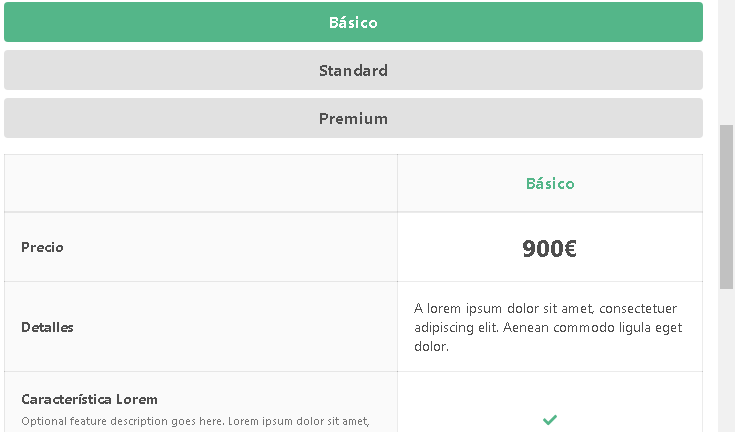 Básico
Standard
Premium
Básico
Precio
900€
Detalles
A lorem ipsum dolor sit amet, consectetuer
adipiscing elit. Aenean commodo ligula eget
dolor.
Característica Lorem
Optional feature description goes here. Lorem ipsum dolor sit amet,